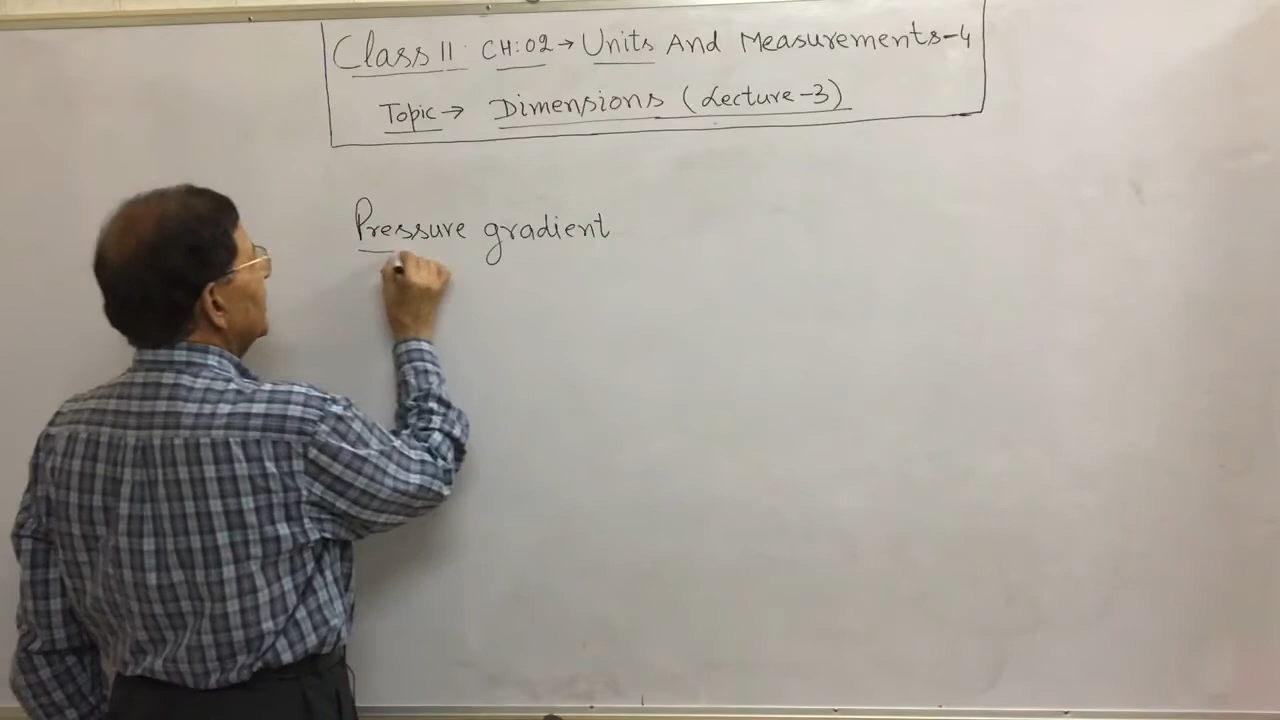 Class 11 CH:02→ Units And Measurements-4
Topic→ Dimensions (Lecture-3)
Pressure gradient